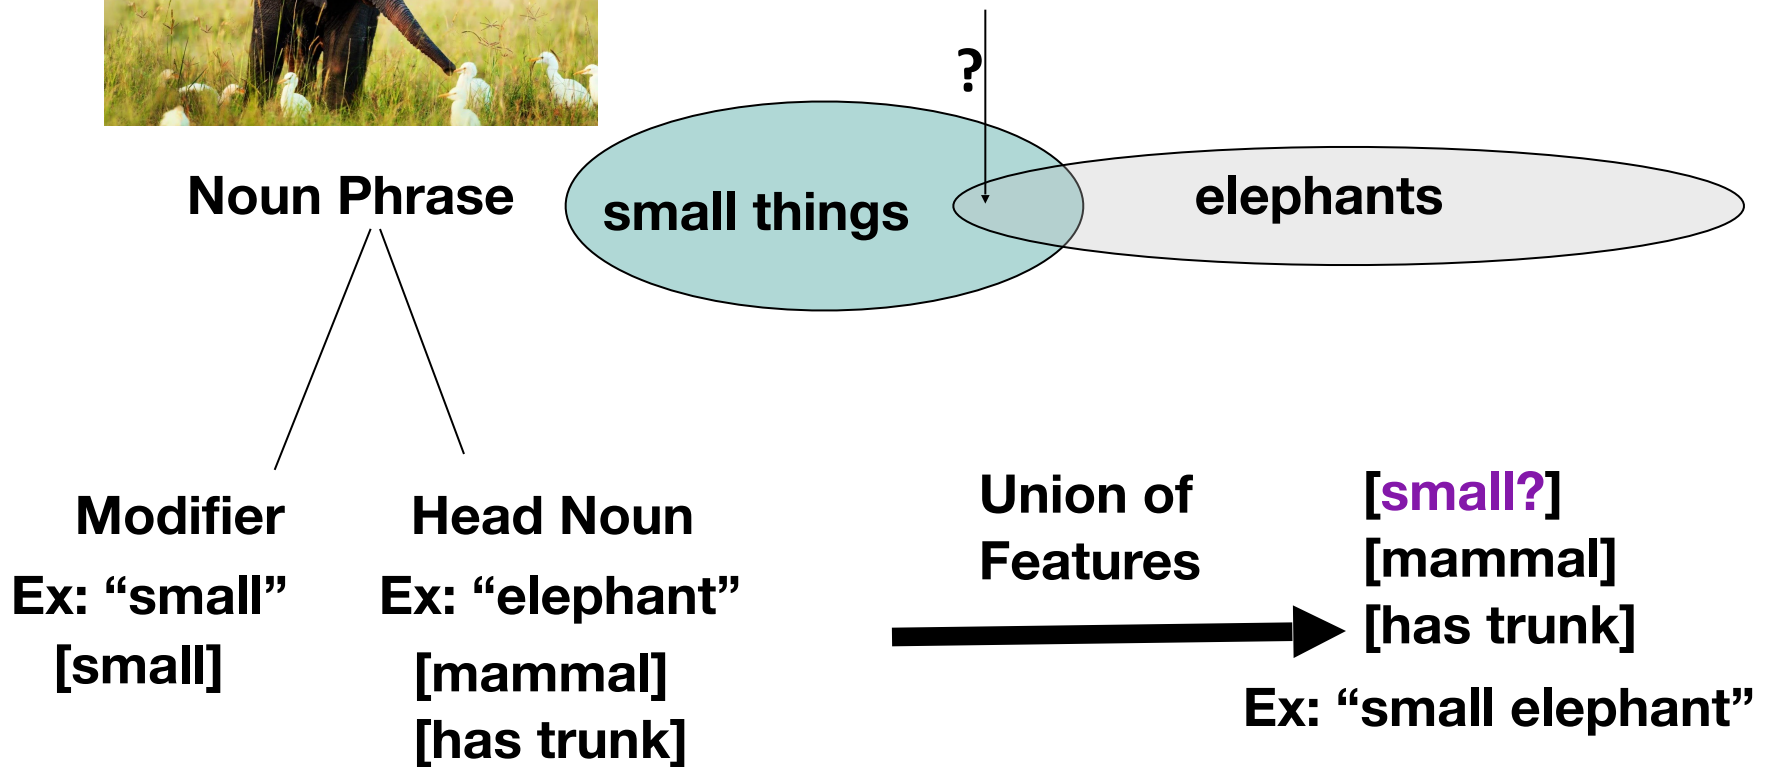 ?
Noun Phrase
small things
elephants
Modifier
Head Noun
Ex: “small”
Ex: “elephant”
[small]
[mammal]
[has trunk]
Union of
Features
[small?]
[mammal]
[has trunk]
Ex: “small elephant”